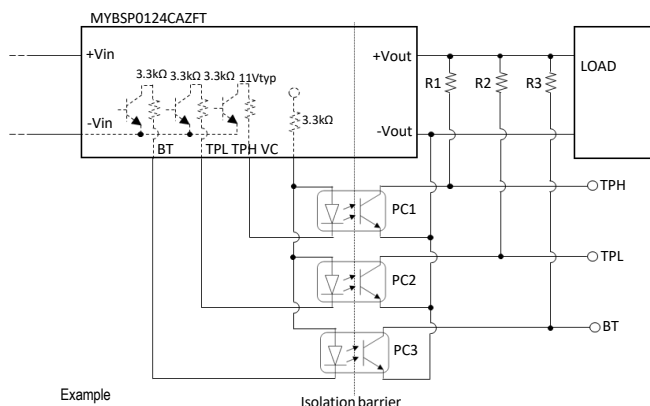 MYBSP0124CAZFT
+Vin
3.3kΩ 3.3kΩ 3.3kΩ 11Vtyp
3.3kΩ
-Vin
BT TPL TPH VC
+Vout
-Vout
R1 R2 R3
LOAD
PC1
TPH
PC2
TPL
PC3
BT
Example
Isolation barrier